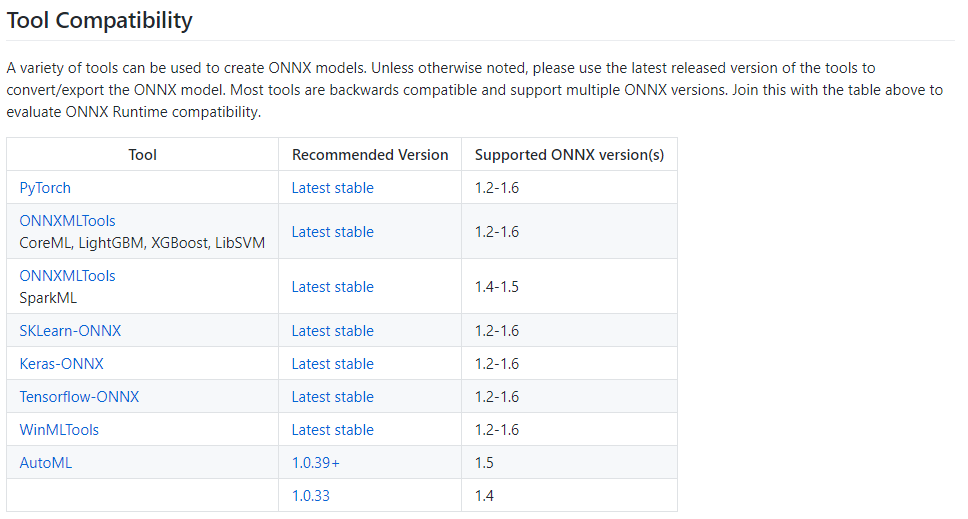 Tool Compatibility
A variety of tools can be used to create ONNX models. Unless otherwise noted, please use the latest released version of the tools to
convert/export the ONNX model. Most tools are backwards compatible and support multiple ONNX versions. Join this with the table above to
evaluate ONNX Runtime compatibility.
Tool Recommended Version Supported ONNX version(s)
PyTorch Latest stable 1.2-1.6
ONNXMLTools
CoreML, LightGBM, XGBoost, LibSVM Latest stable 1.2-1.6
ONNXMLTools
SparkML Latest stable 1.4-1.5
SKLearn-ONNX Latest stable 1.2-1.6
Keras-ONNX Latest stable 1.2-1.6
Tensorflow-ONNX Latest stable 1.2-1.6
WinMLTools Latest stable 1.2-1.6
AutoML 1.0.39+ 1.5
1.0.33 1.4